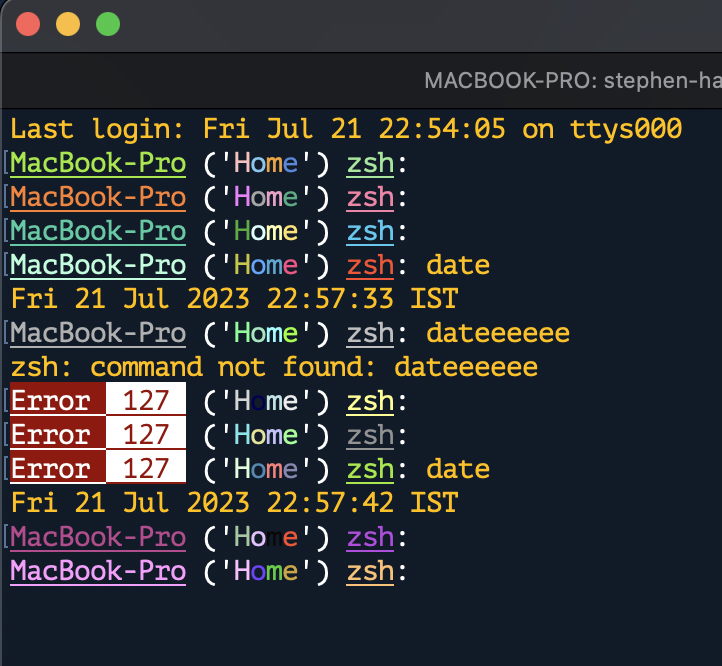 MACBOOK-PRO: stephen-ha
Last login: Fri Jul 21 22:54:05 on ttys000
MacBook-Pro ('Home') zsh:
MacBook-Pro ('Home') zsh:
MacBook-Pro ('Home') zsh:
MacBook-Pro ('Home') zsh: date
Fri 21 Jul 2023 22:57:33 IST
MacBook-Pro ('Home') zsh: dateeeeee
zsh: command not found: dateeeeee
Error 127 ('Home') zsh:
Error 127 ('Home') zsh:
Error 127 ('Home') zsh: date
Fri 21 Jul 2023 22:57:42 IST
MacBook-Pro ('Home') zsh:
MacBook-Pro ('Home') zsh: